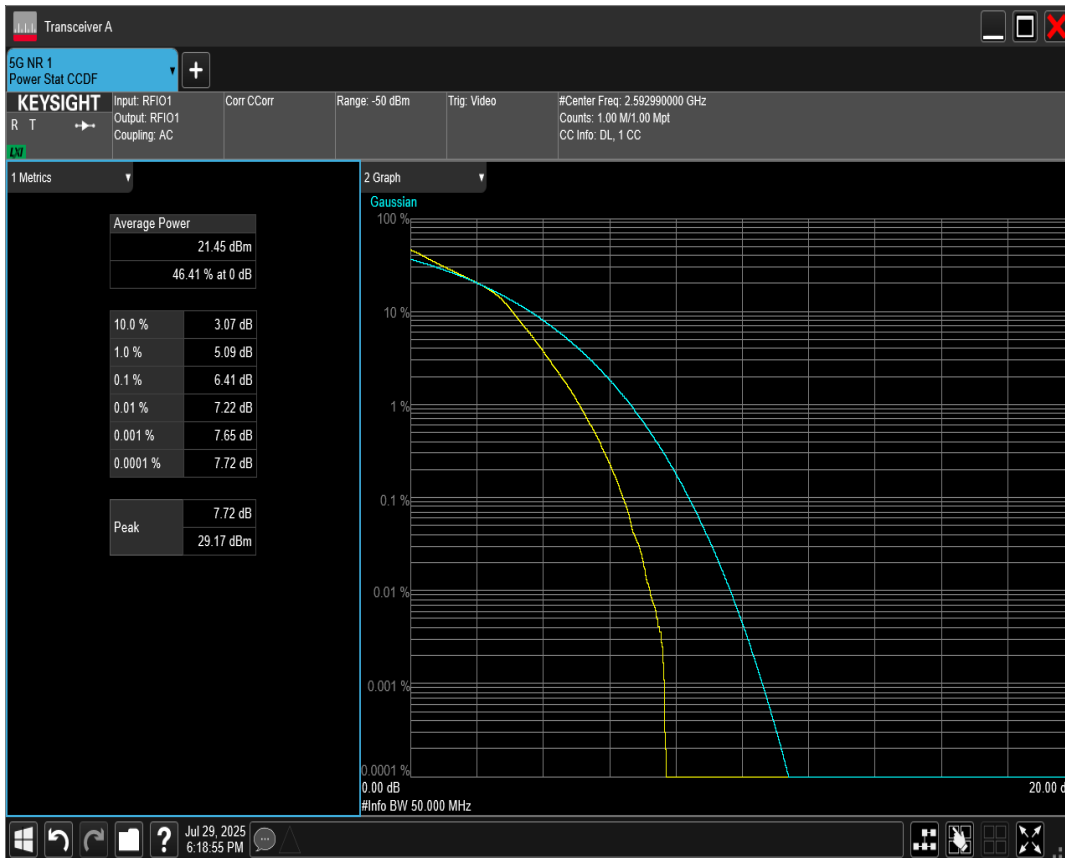 Transceiver A
5G NR 1
Power Stat CCDF
KEYSIGHT
R T
LXI
Input: RFIO1
Output: RFIO1
Coupling: AC
Corr CCorr
Range: -50 dBm
Trig: Video
#Center Freq: 2.592990000 GHz
Counts: 1.00 M/1.00 Mpt
CC Info: DL, 1 CC
1 Metrics
Average Power
21.45 dBm
46.41 % at 0 dB
10.0 % 3.07 dB
1.0 % 5.09 dB
0.1 % 6.41 dB
0.01 % 7.22 dB
0.001 % 7.65 dB
0.0001 % 7.72 dB
Peak
7.72 dB
29.17 dBm
2 Graph
Gaussian
100 %
10 %
1 %
0.1 %
0.01 %
0.001 %
0.0001 %
0.00 dB
20.00 d
#Info BW 50.000 MHz
Jul 29, 2025
6:18:55 PM